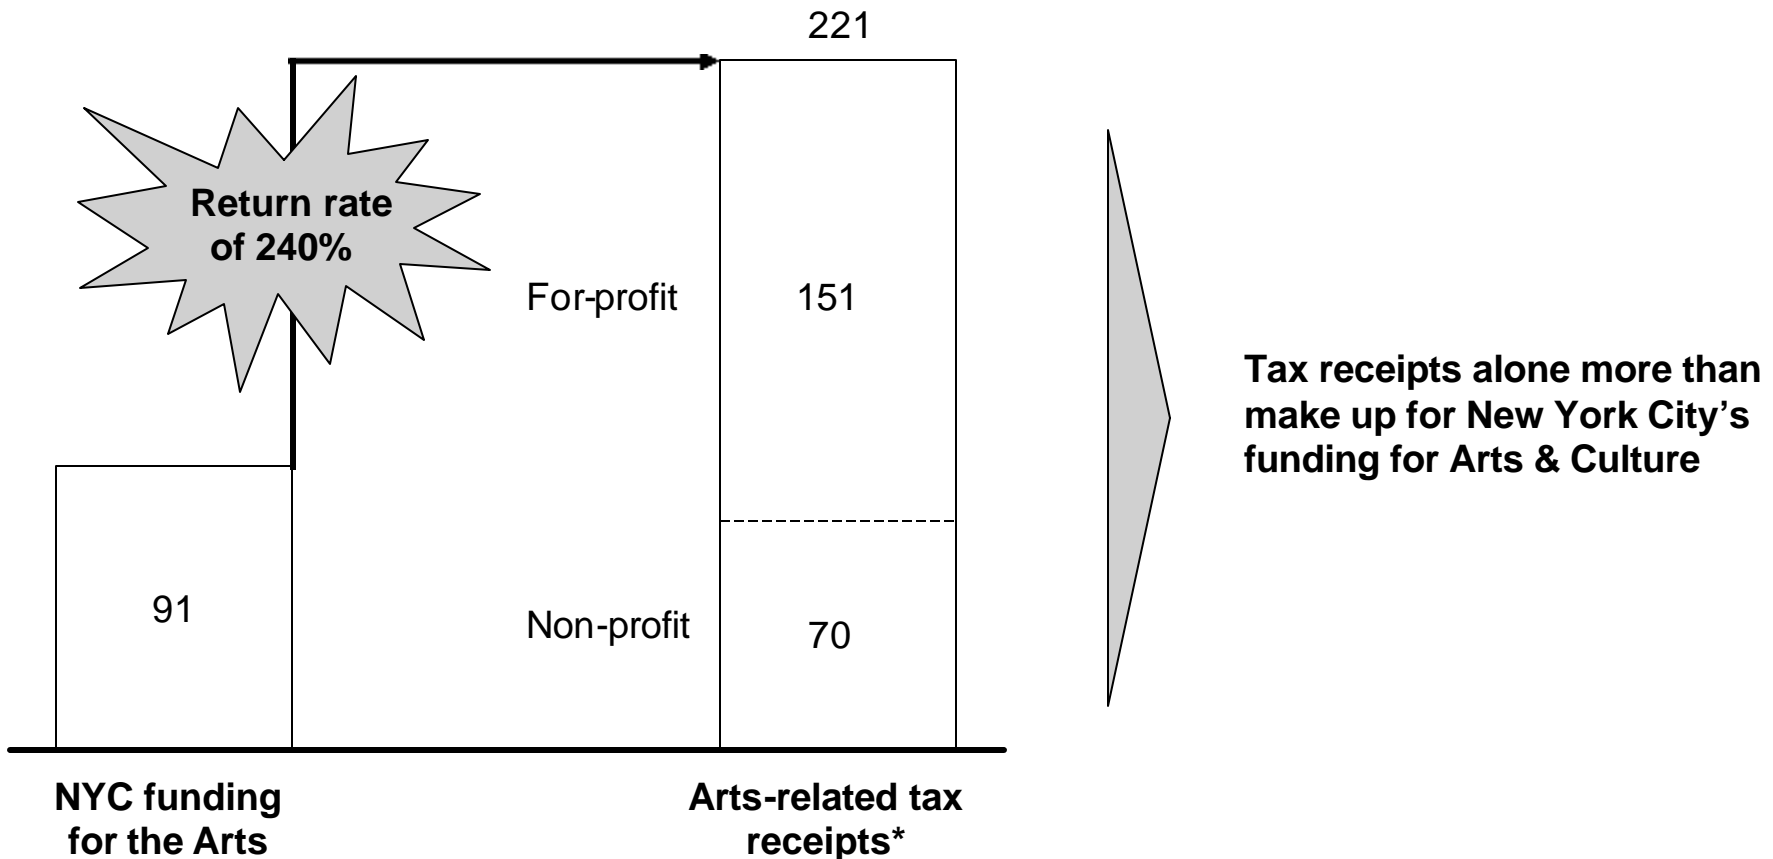 221
Return rate
of 240%
For-profit
151
Tax receipts alone more than
make up for New York City’s
funding for Arts & Culture
91
Non-profit
70
NYC funding
for the Arts
Arts-related tax
receipts*